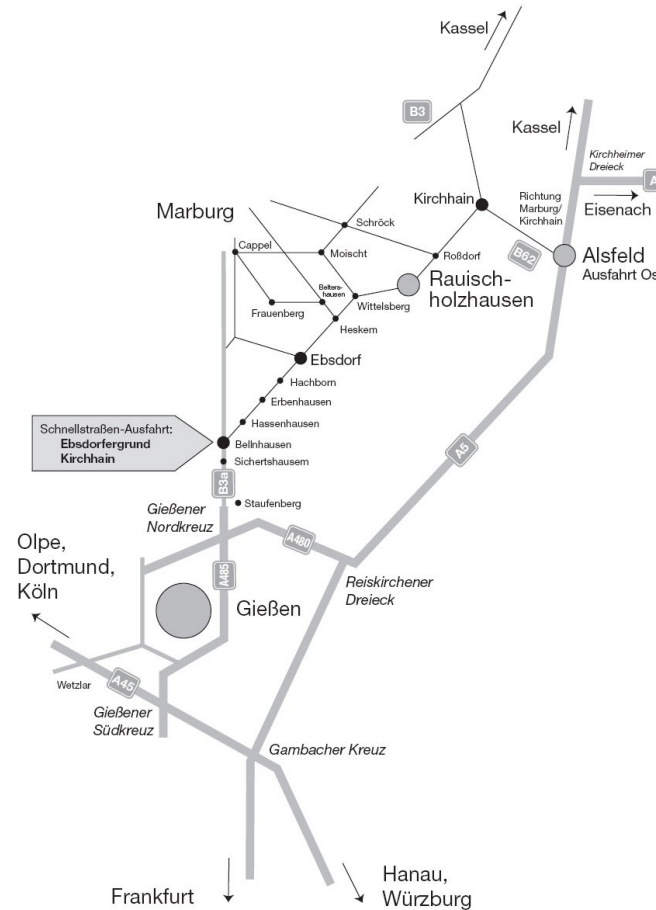 Kassel
B3
Kassel
Kirchheimer
Dreieck
A
Eisenach
Kirchhain
Richtung
Marburg/
Kirchhain
B62
Alsfeld
Ausfahrt Os
Marburg
Schröck
Cappel
Moischt
Roßdorf
Rauisch-
holzhausen
Belters-
hausen
Wittelsberg
Frauenberg
Heskem
Ebsdorf
Hachborn
Erbenhausen
Hassenhausen
Schnellstraßen-Ausfahrt:
Ebsdorfergrund
Kirchhain
Bellnhausen
Sichertshausem
A5
B3a
Staufenberg
Gießener
Nordkreuz
A480
Olpe,
Dortmund,
Köln
A485
Gießen
Reiskirchener
Dreieck
Wetzlar
A45
Gießener
Südkreuz
Gambacher Kreuz
Frankfurt
Hanau,
Würzburg